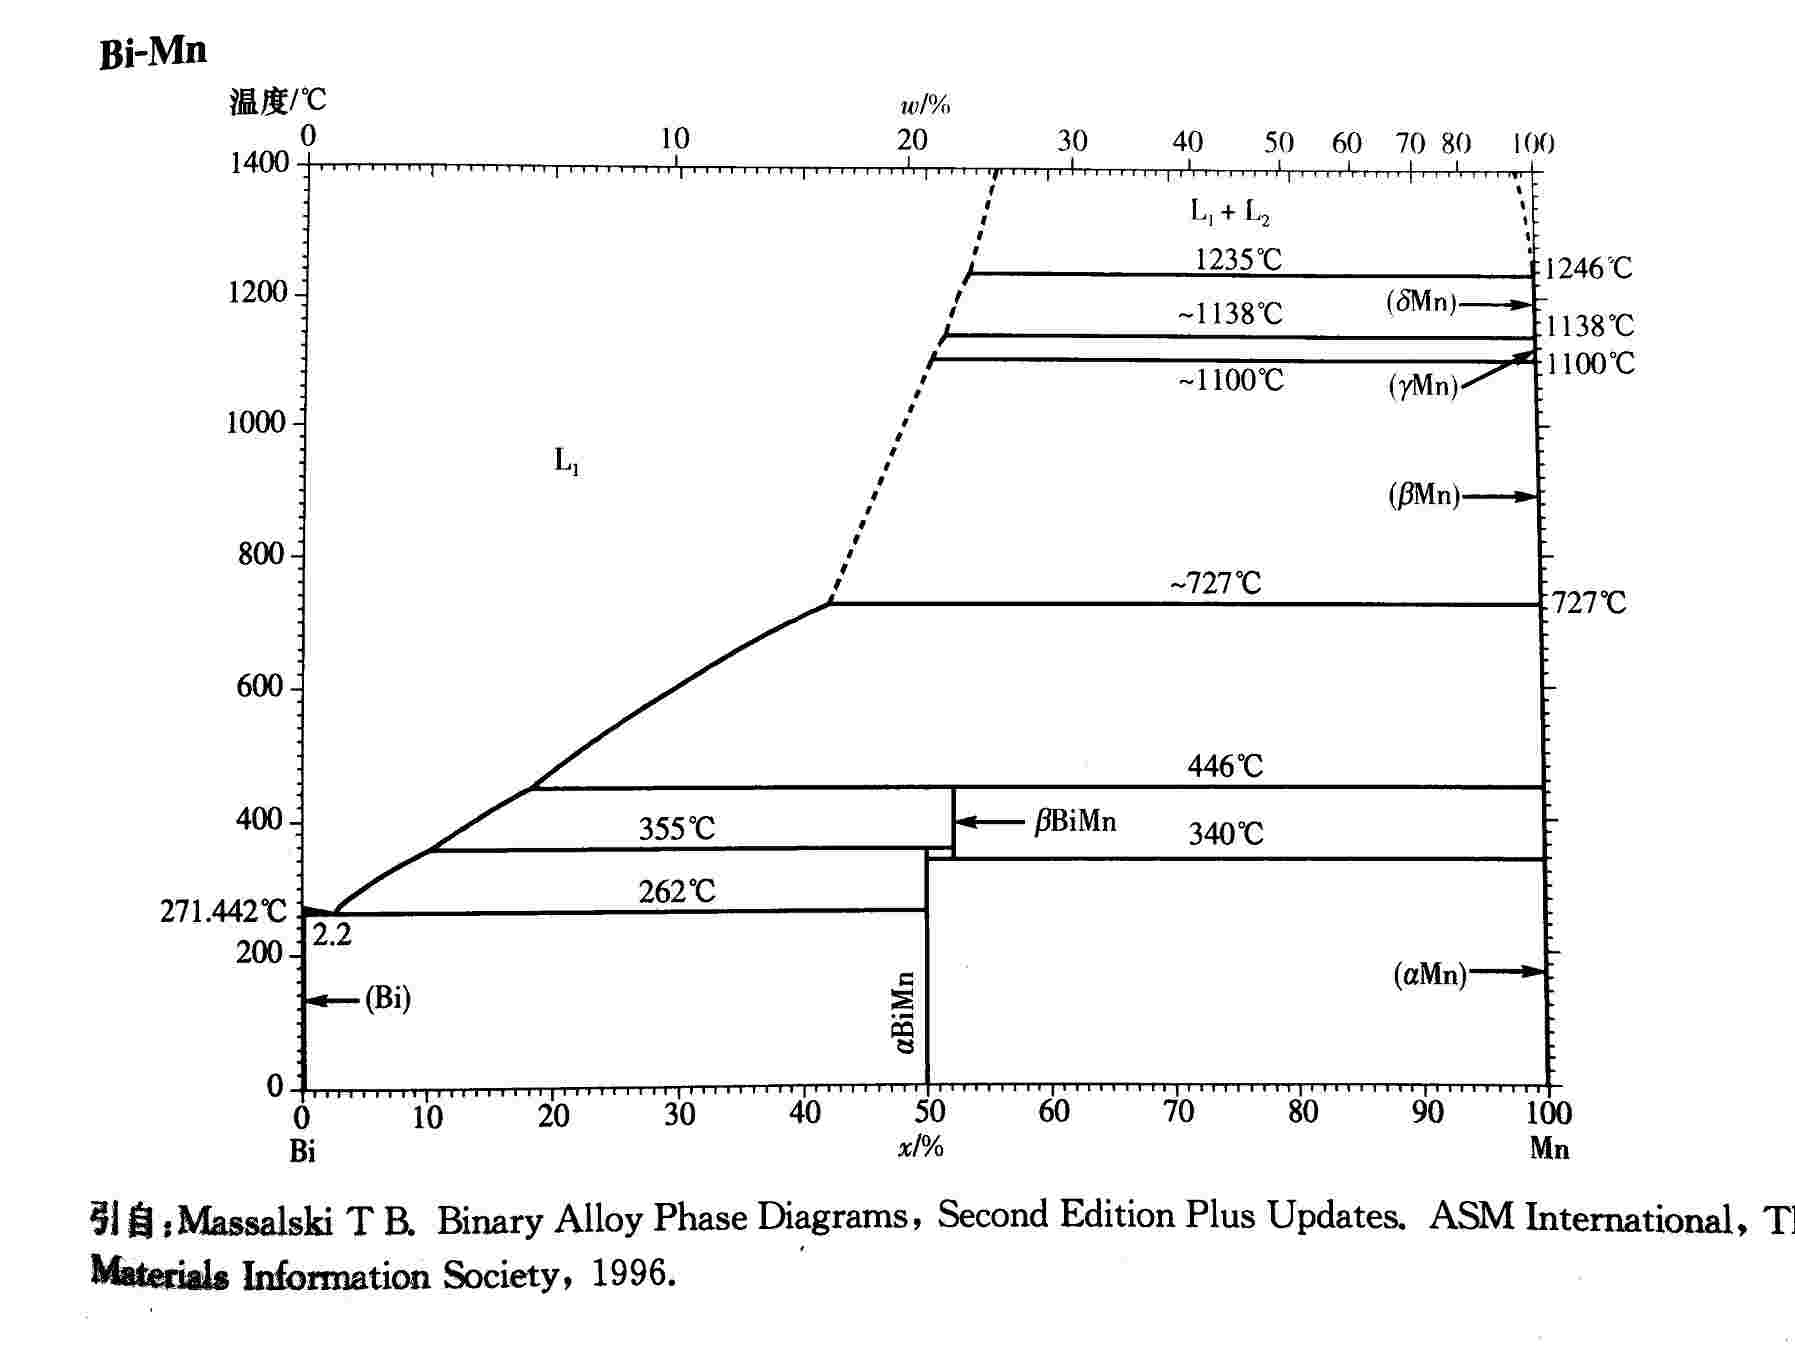 Bi-Mn
温度/℃
w/%
0 10 20 30 40 50 60 70 80 100
1400
L₁ + L₂
1235℃
1246℃
1200
(δMn)
~1138℃
1138℃
1100℃
~1100℃
(γMn)
1000
L₁
(βMn)
800
~727℃
727℃
600
446℃
400
355℃
βBiMn
340℃
262℃
271.442℃
2.2
200
(Bi)
αBiMn
(αMn)
0
0 10 20 30 40 50 60 70 80 90 100
Bi x/% Mn
引自:Massalski T B. Binary Alloy Phase Diagrams, Second Edition Plus Updates. ASM International,
Materials Information Society, 1996.